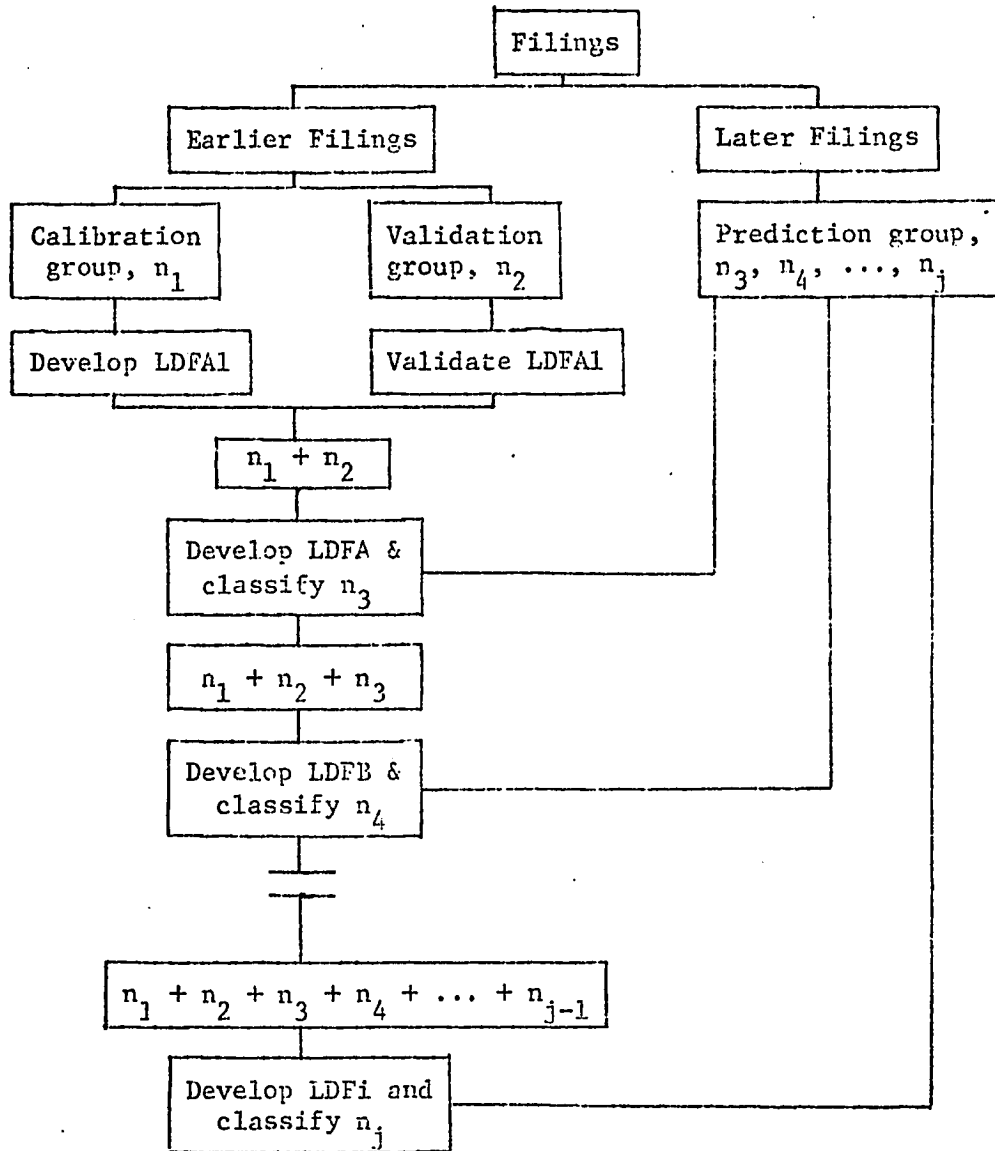 Filings
Earlier Filings
Later Filings
Calibration
group, n₁
Validation
group, n₂
Prediction group,
n₃, n₄, ..., nⱼ
Develop LDFA1
Validate LDFA1
n₁ + n₂
Develop LDFA &
classify n₃
n₁ + n₂ + n₃
Develop LDFB &
classify n₄
n₁ + n₂ + n₃ + n₄ + ... + nⱼ₋₁
Develop LDFi and
classify nⱼ